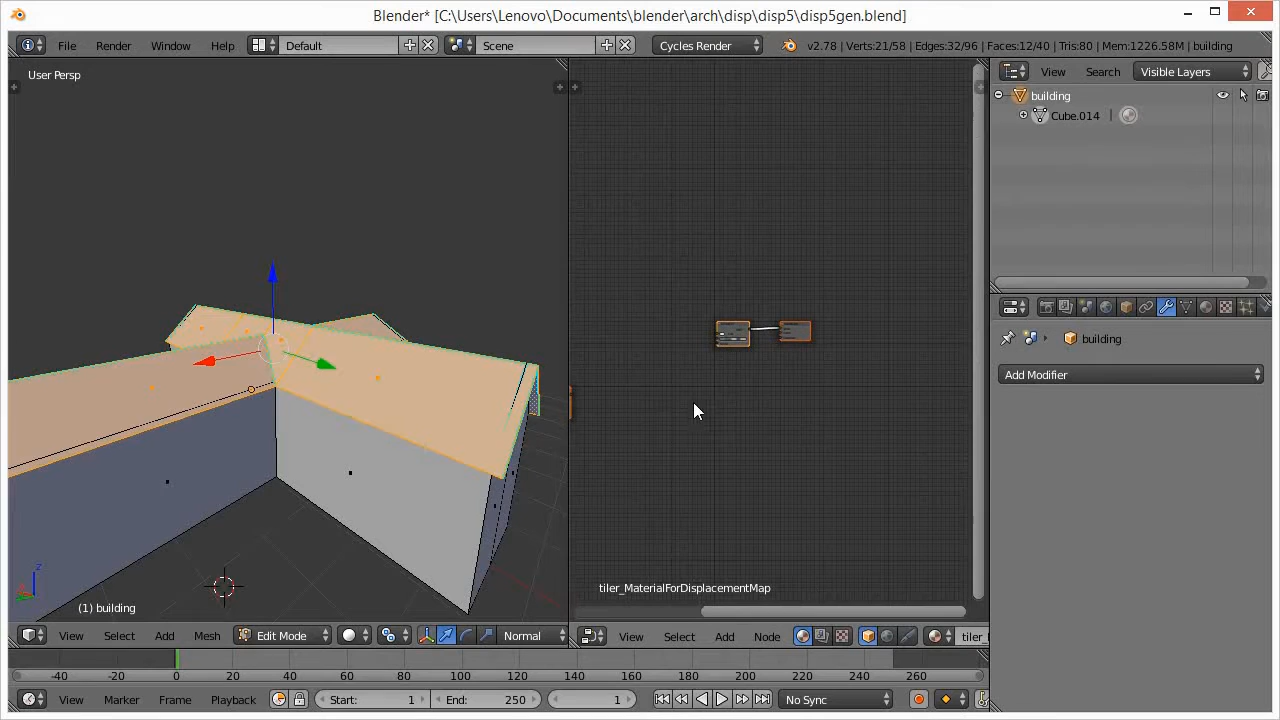 Blender* [C:\Users\Lenovo\Documents\blender\arch\disp\disp5\disp5gen.blend]
File Render Window Help Default Scene Cycles Render v2.78 | Verts:21/58 | Edges:32/96 | Faces:12/40 | Tris:80 | Mem:1226.58M | building
User Persp
View Search Visible Layers
building
Cube.014
building
Add Modifier
z
tiler_MaterialForDisplacementMap
(1) building
View Select Add Mesh Edit Mode Normal
View Select Add Node
-40 -20 0 20 40 60 80 100 120 140 160 180 200 220 240 260
View Marker Frame Playback Start: 1 End: 250 1 No Sync